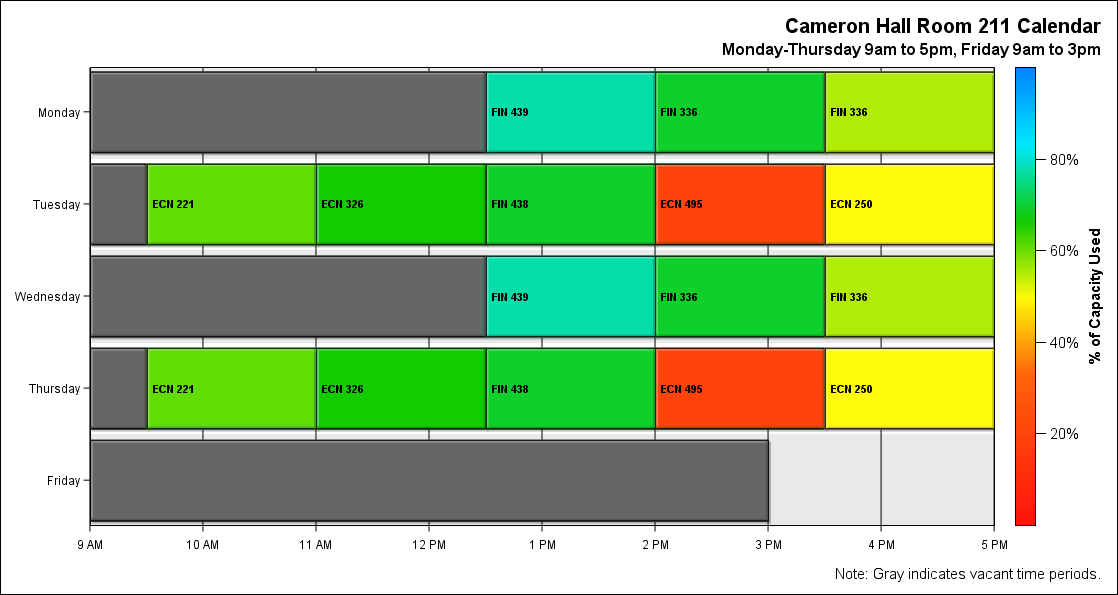 Cameron Hall Room 211 Calendar
Monday-Thursday 9am to 5pm, Friday 9am to 3pm
Monday FIN 439 FIN 336 FIN 336
Tuesday ECN 221 ECN 326 FIN 438 ECN 495 ECN 250
Wednesday FIN 439 FIN 336 FIN 336
Thursday ECN 221 ECN 326 FIN 438 ECN 495 ECN 250
Friday
9 AM 10 AM 11 AM 12 PM 1 PM 2 PM 3 PM 4 PM 5 PM
80%
60%
40%
20%
% of Capacity Used
Note: Gray indicates vacant time periods.